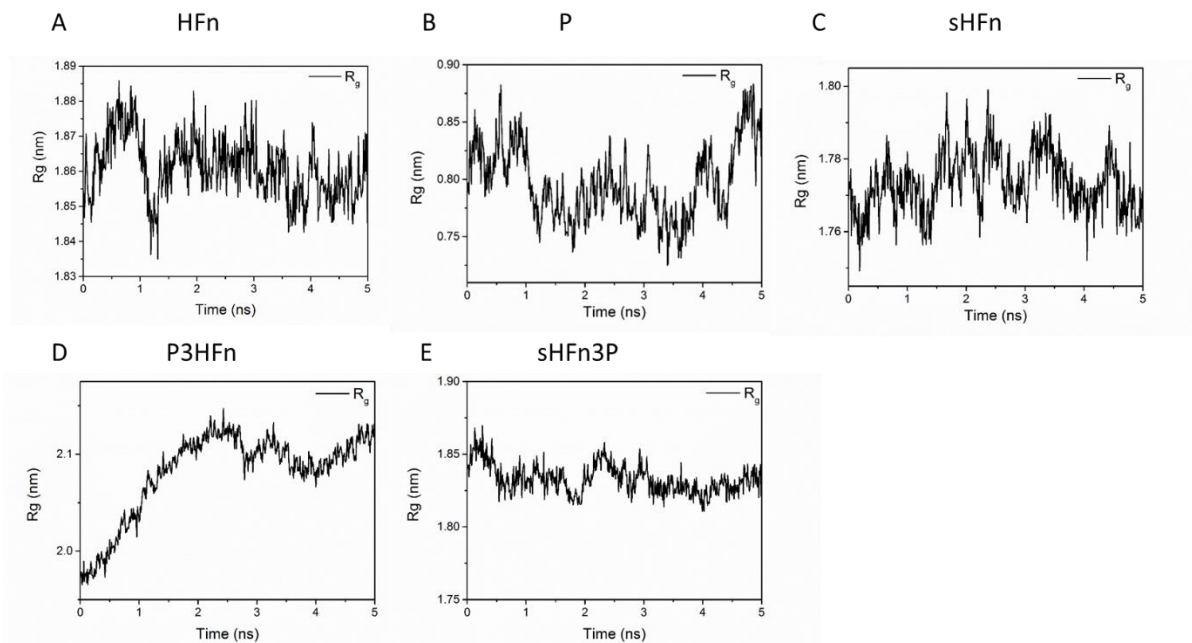 A HFn
B P
C sHFn
1.89
1.88
1.87
1.86
1.85
1.84
1.83
Rg (nm)
0 1 2 3 4 5
Time (ns)
Rg
0.90
0.85
0.80
0.75
Rg (nm)
0 1 2 3 4 5
Time (ns)
Rg
1.80
1.78
1.76
Rg (nm)
0 1 2 3 4 5
Time (ns)
Rg
D P3HFn
E sHFn3P
2.1
2.0
Rg (nm)
0 1 2 3 4 5
Time (ns)
Rg
1.90
1.85
1.80
1.75
Rg (nm)
0 1 2 3 4 5
Time (ns)
Rg